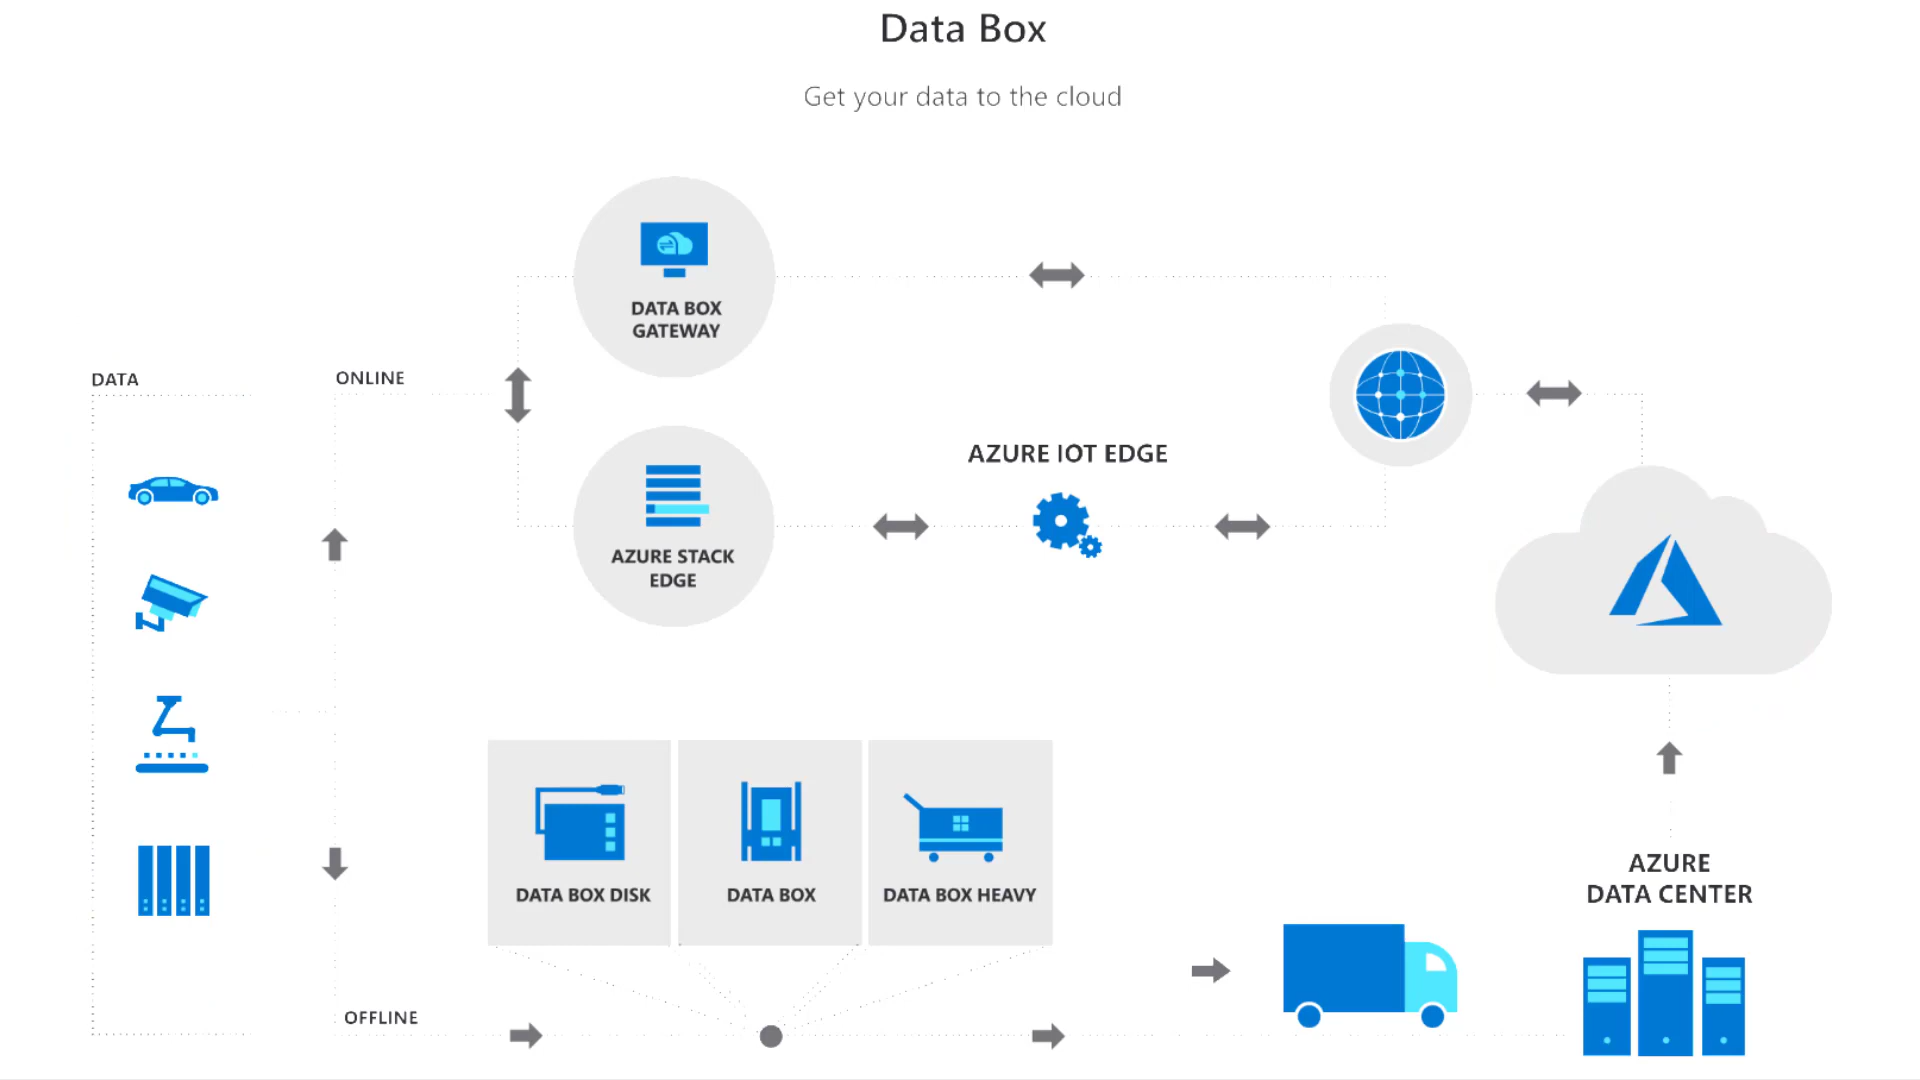 Data Box
Get your data to the cloud
DATA BOX
GATEWAY
DATA
ONLINE
AZURE IOT EDGE
AZURE STACK
EDGE
DATA BOX DISK
DATA BOX
DATA BOX HEAVY
AZURE
DATA CENTER
OFFLINE